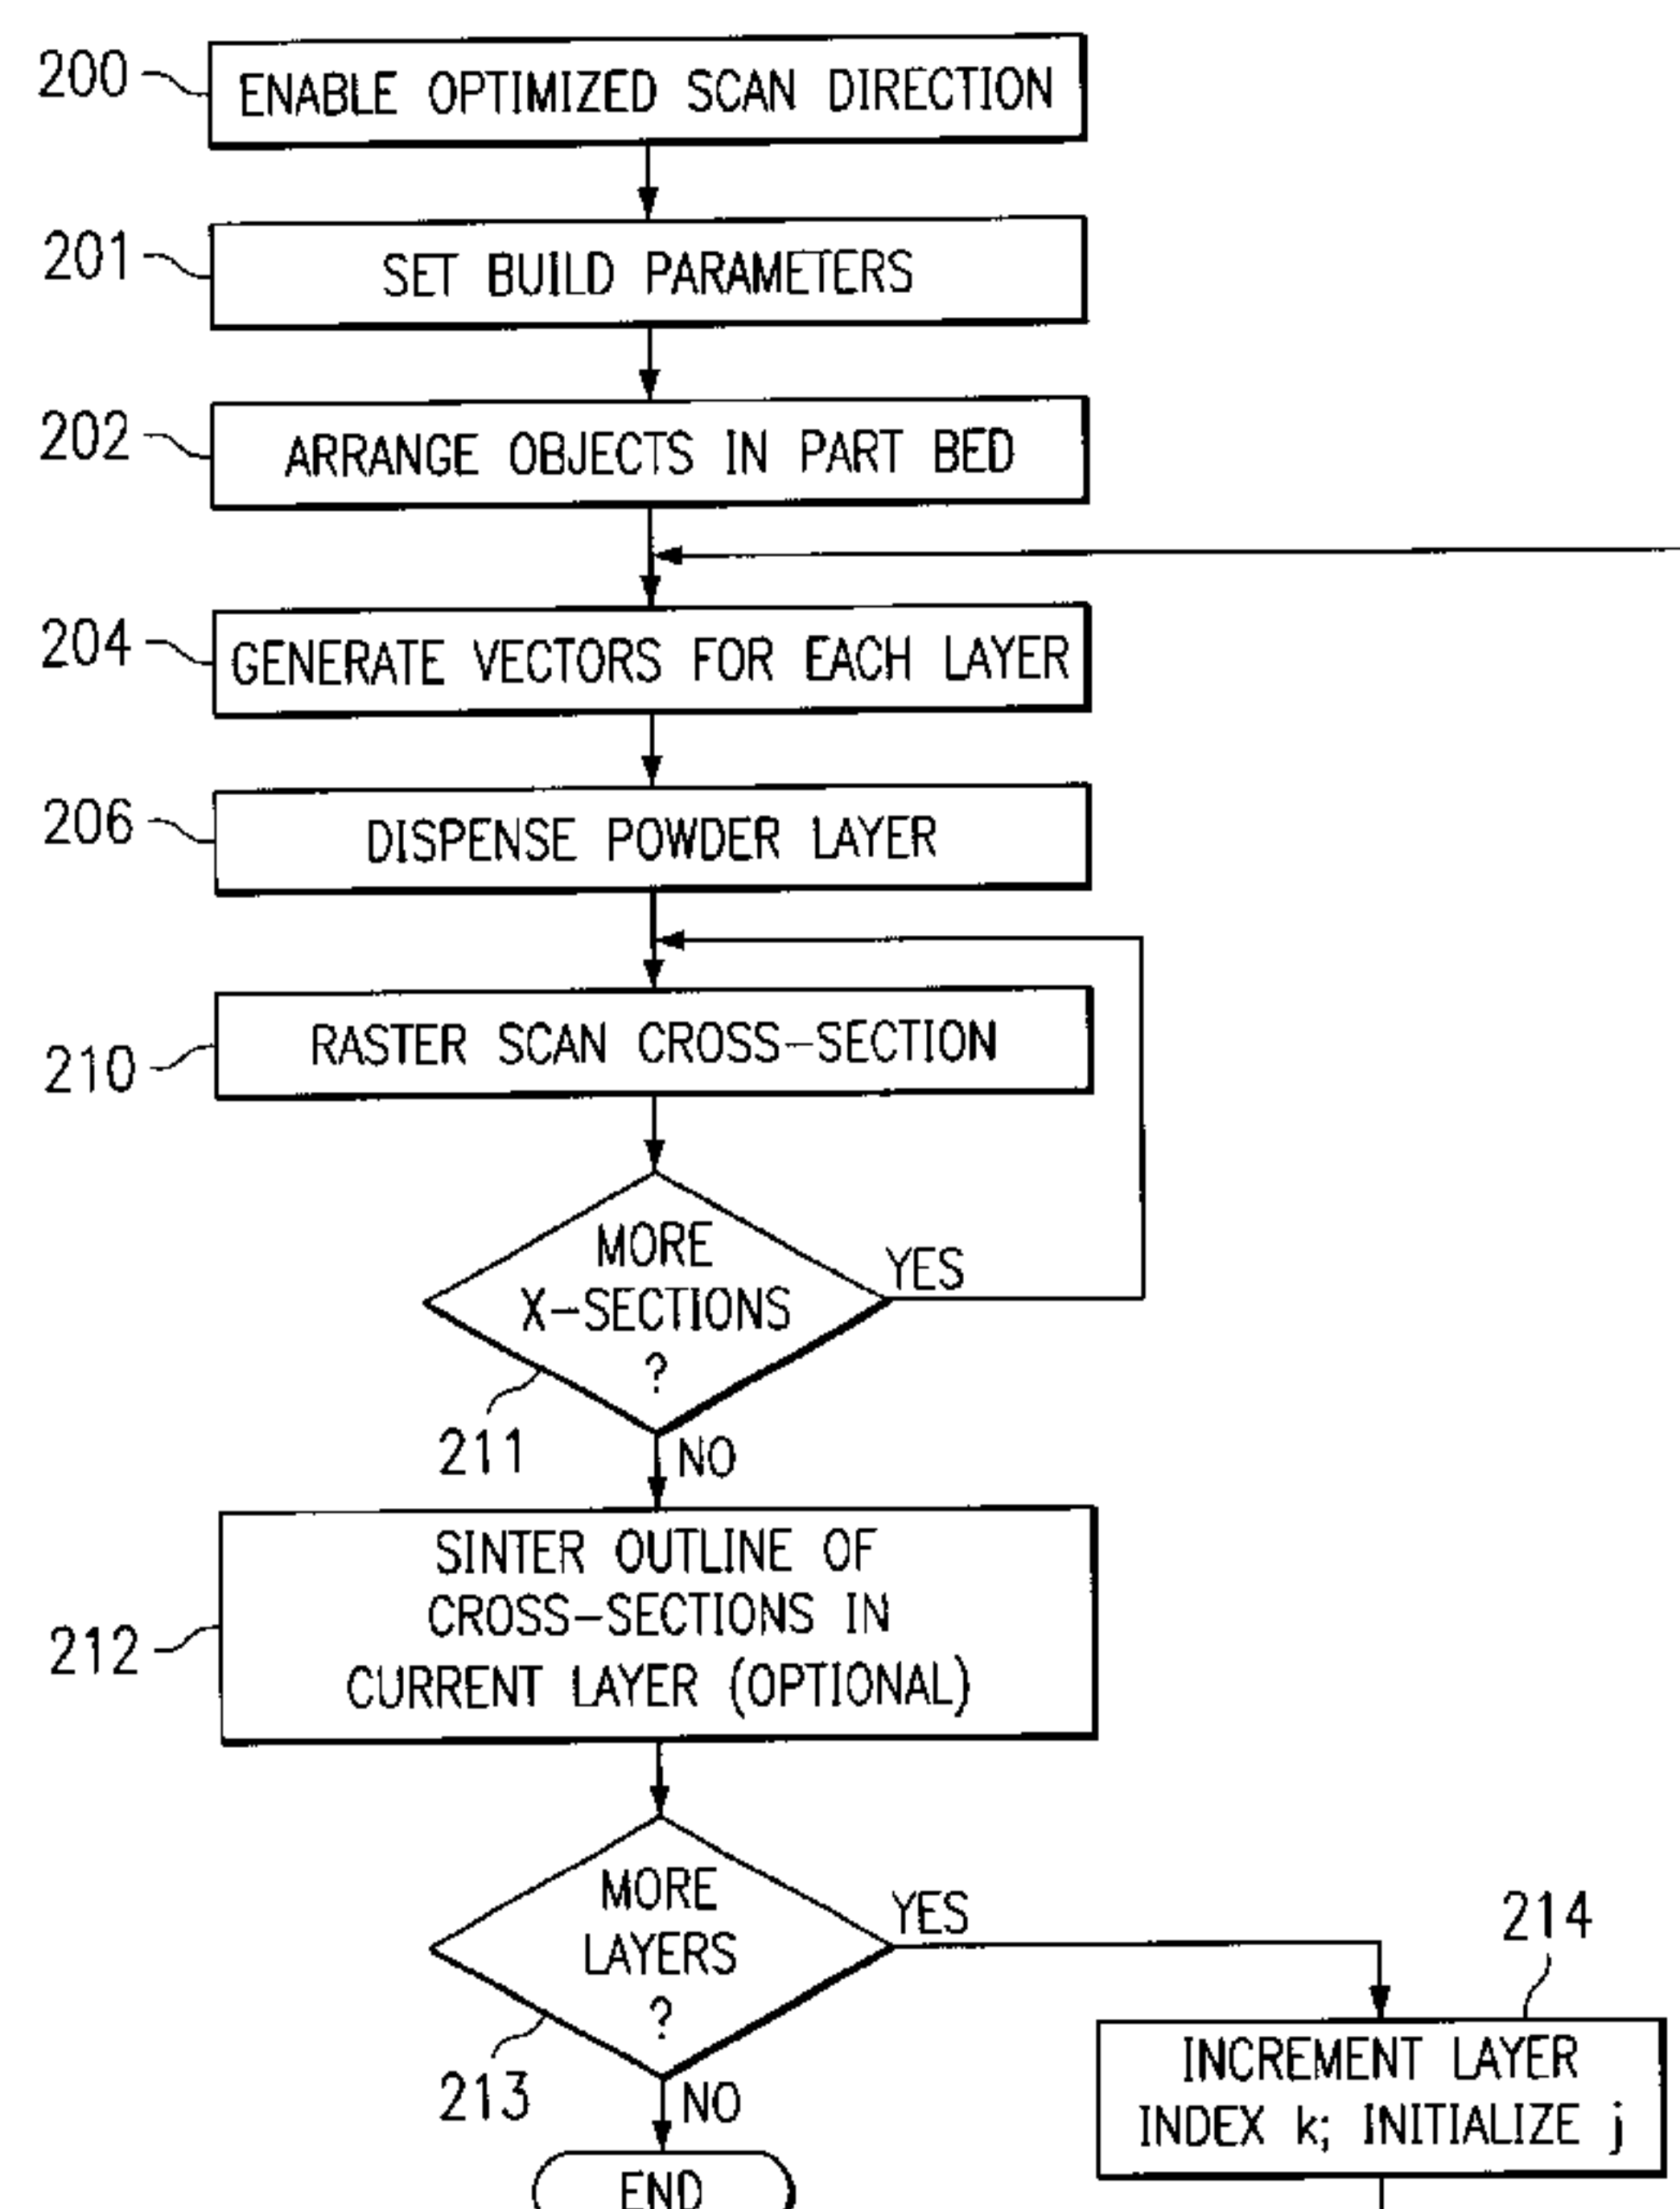 200
ENABLE OPTIMIZED SCAN DIRECTION
201
SET BUILD PARAMETERS
202
ARRANGE OBJECTS IN PART BED
204
GENERATE VECTORS FOR EACH LAYER
206
DISPENSE POWDER LAYER
210
RASTER SCAN CROSS-SECTION
MORE
X-SECTIONS
?
YES
211
NO
212
SINTER OUTLINE OF
CROSS-SECTIONS IN
CURRENT LAYER (OPTIONAL)
MORE
LAYERS
?
YES
213
NO
214
INCREMENT LAYER
INDEX k; INITIALIZE j
END